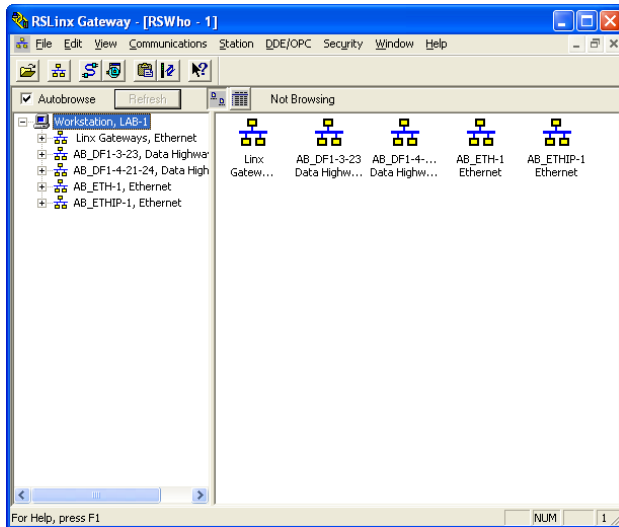 RSLinx Gateway - [RSWho - 1]
File Edit View Communications Station DDE/OPC Security Window Help
Autobrowse Refresh Not Browsing
Workstation, LAB-1
Linx Gateways, Ethernet
AB_DF1-3-23, Data Highway
AB_DF1-4-21-24, Data High
AB_ETH-1, Ethernet
AB_ETHIP-1, Ethernet
Linx Gatew...
AB_DF1-3-23 Data Highw...
AB_DF1-4-... Data Highw...
AB_ETH-1 Ethernet
AB_ETHIP-1 Ethernet
For Help, press F1 NUM 1